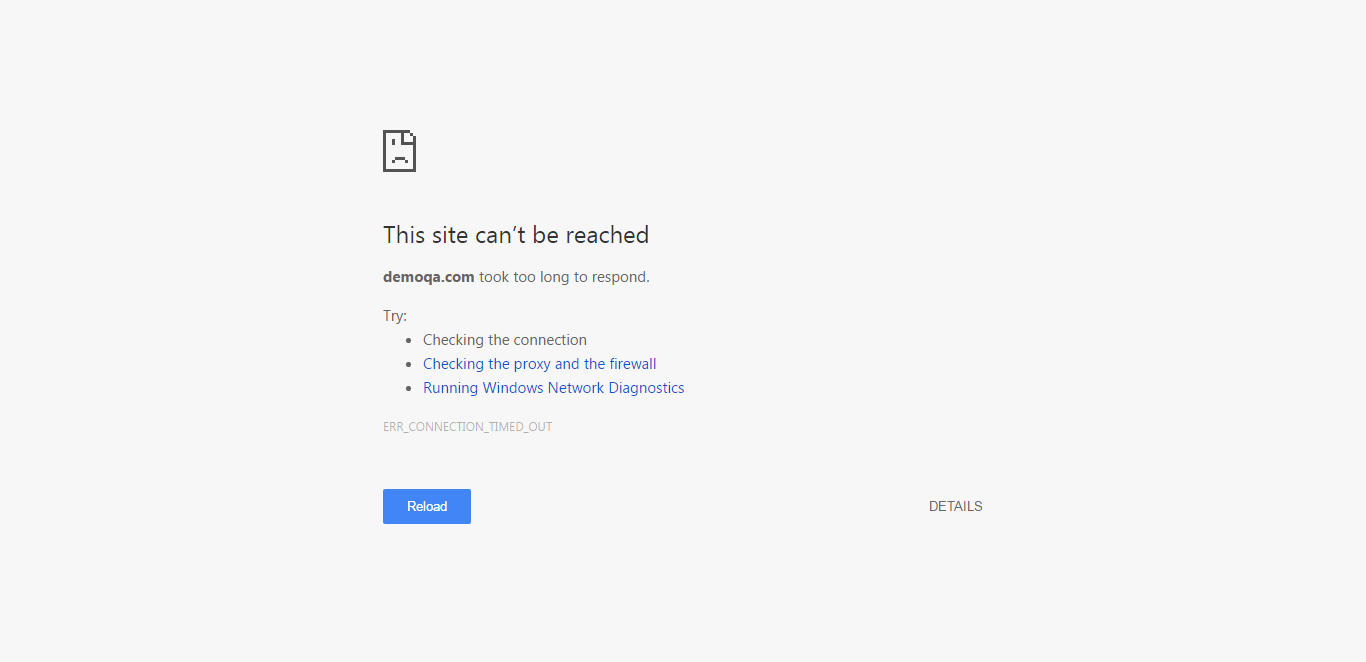 This site can’t be reached
demoqa.com took too long to respond.
Try:
Checking the connection
Checking the proxy and the firewall
Running Windows Network Diagnostics
ERR_CONNECTION_TIMED_OUT
Reload DETAILS